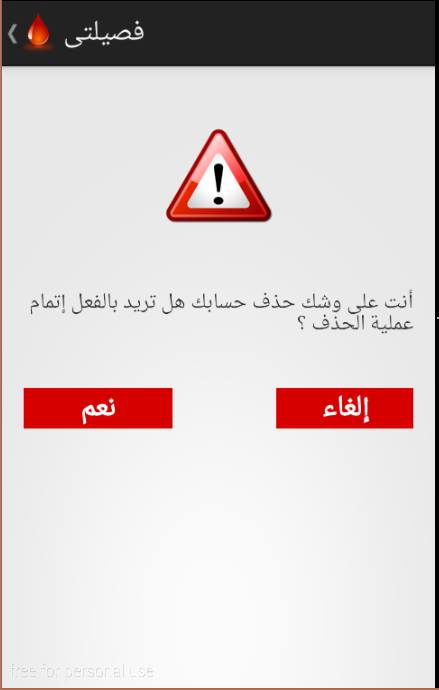 فصيلتى
أنت على وشك حذف حسابك هل تريد بالفعل إتمام
عملية الحذف ؟
إلغاء
نعم
free for personal use